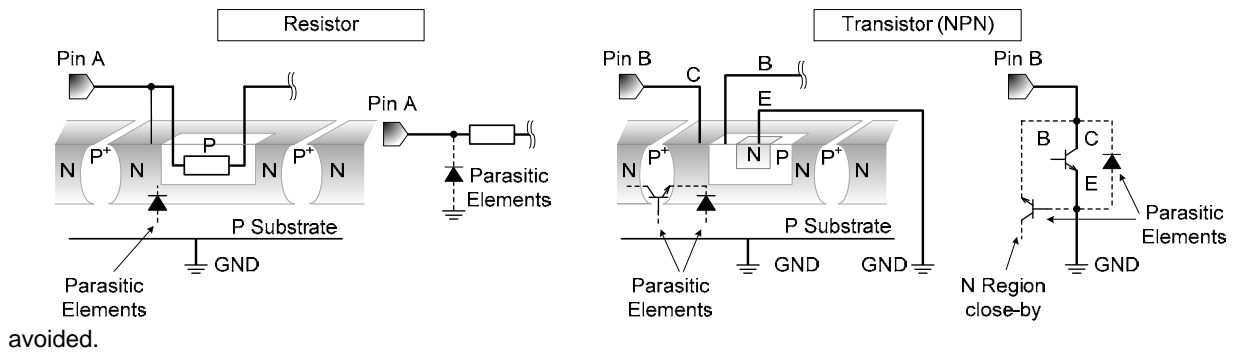 Resistor
Pin A
N P+ N P N P+ N
Parasitic
Elements
P Substrate
GND
Pin A
Parasitic
Elements
Transistor (NPN)
Pin B
C
B
E
N P+ N N P N P+ N
P Substrate
Parasitic
Elements
GND
GND
Pin B
B
C
E
Parasitic
Elements
GND
N Region
close-by
avoided.